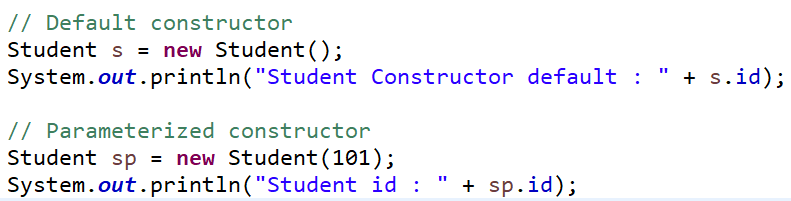 // Default constructor
Student s = new Student();
System.out.println("Student Constructor default : " + s.id);
// Parameterized constructor
Student sp = new Student(101);
System.out.println("Student id : " + sp.id);